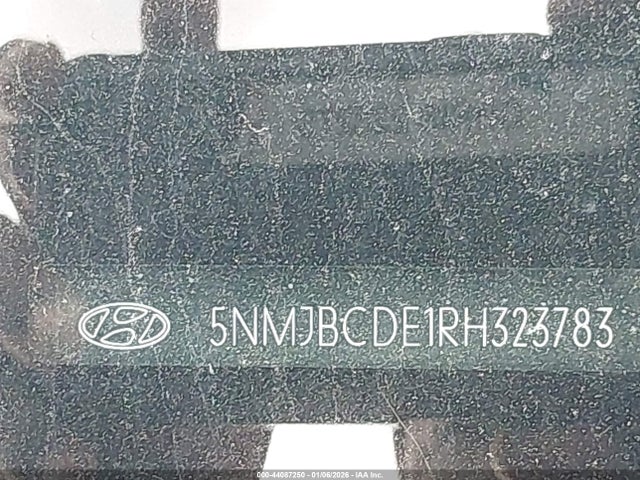 5NMJBCDE1RH323783
000-44087250 - 01/06/2026 - IAA Inc.